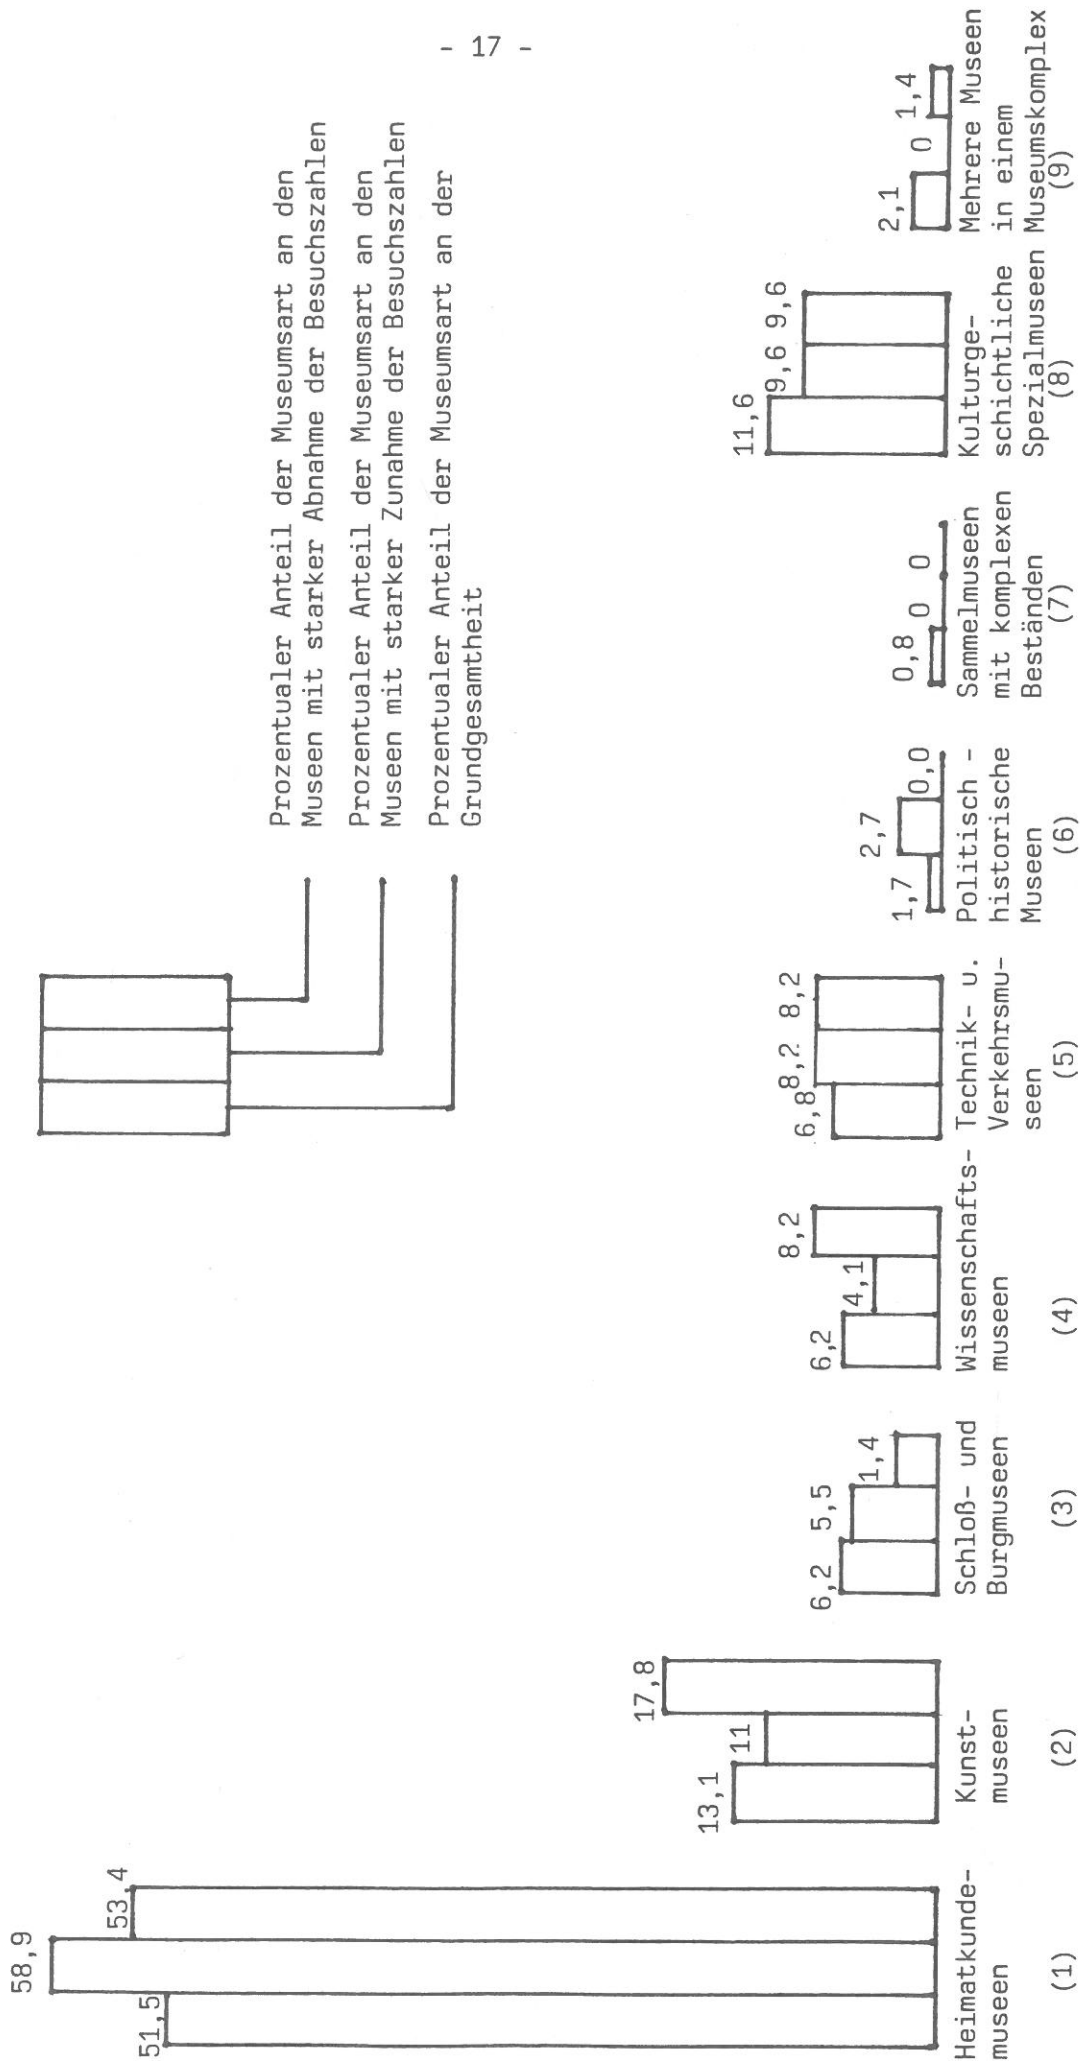 - 17 -
Prozentualer Anteil der Museumsart an den
Museen mit starker Abnahme der Besuchszahlen
Prozentualer Anteil der Museumsart an den
Museen mit starker Zunahme der Besuchszahlen
Prozentualer Anteil der Museumsart an der
Grundgesamtheit
51,5 58,9 53,4
Heimatkunde-
museen
(1)
13,1 11 17,8
Kunst-
museen
(2)
6,2 5,5 1,4
Schloß- und
Burgmuseen
(3)
6,2 4,1 8,2
Wissenschafts-
museen
(4)
6,8 8,2 8,2
Technik- u.
Verkehrsmu-
seen
(5)
1,7 2,7 0,0
Politisch -
historische
Museen
(6)
0,8 0 0
Sammelmuseen
mit komplexen
Beständen
(7)
11,6 9,6 9,6
Kulturge-
schichtliche
Spezialmuseen
(8)
2,1 0 1,4
Mehrere Museen
in einem
Museumskomplex
(9)